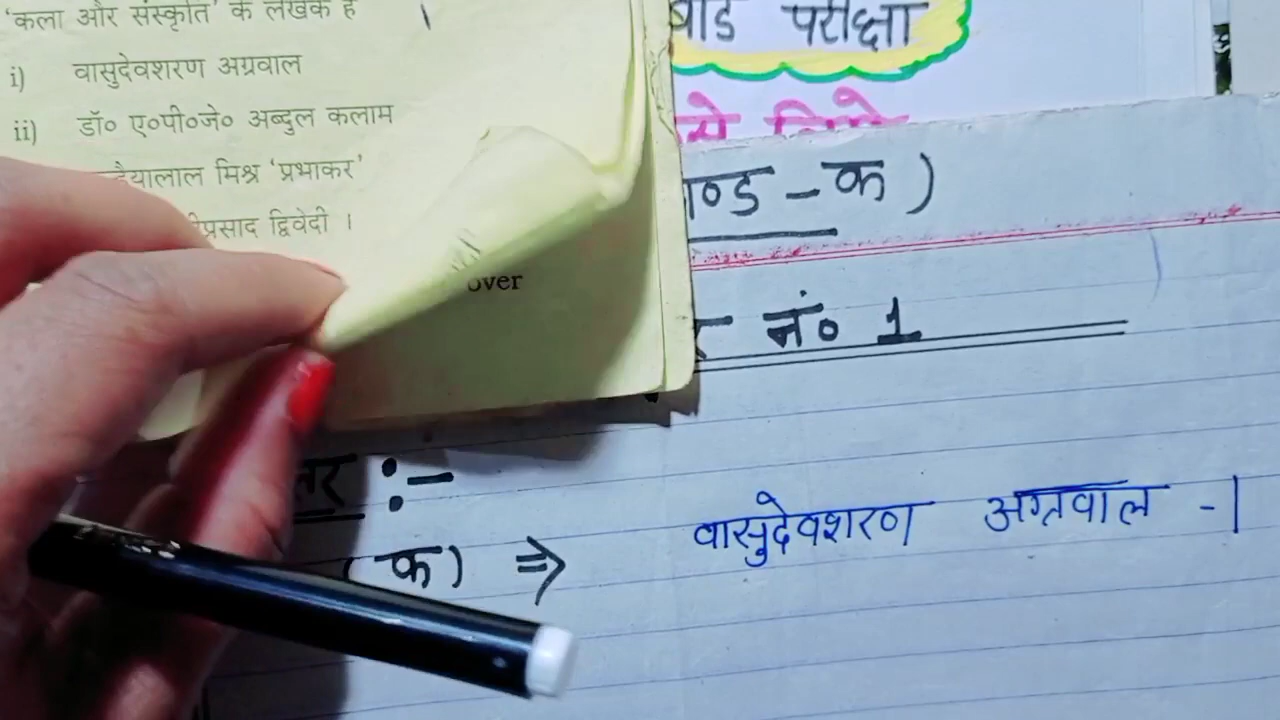 'कला और संस्कृति' के लेखक हैं
i) वासुदेवशरण अग्रवाल
ii) डॉ० ए०पी०जे० अब्दुल कलाम
मिश्र 'प्रभाकर'
द्विवेदी ।
over
परीक्षा
क )
नं० 1
:-
( क) ⇒ वासुदेवशरण अग्रवाल -।